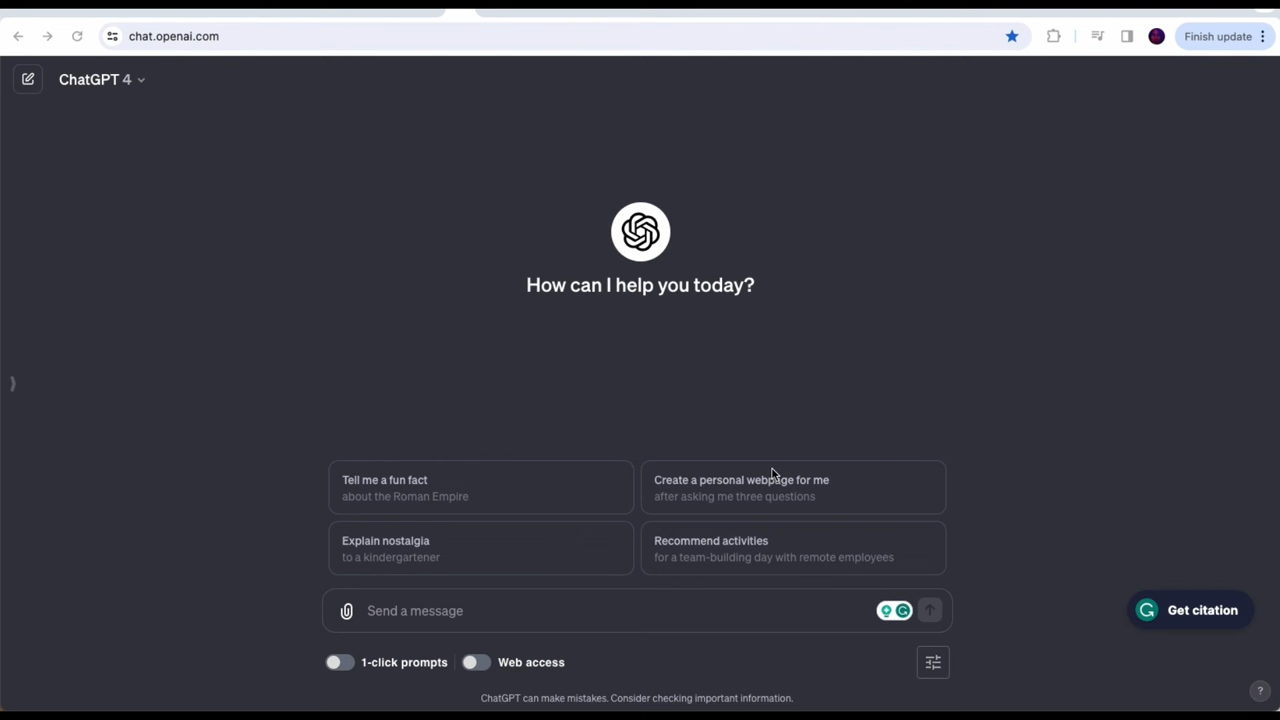 chat.openai.com
Finish update
ChatGPT 4
How can I help you today?
Tell me a fun fact
about the Roman Empire
Create a personal webpage for me
after asking me three questions
Explain nostalgia
to a kindergartener
Recommend activities
for a team-building day with remote employees
Send a message
Get citation
1-click prompts
Web access
ChatGPT can make mistakes. Consider checking important information.
?